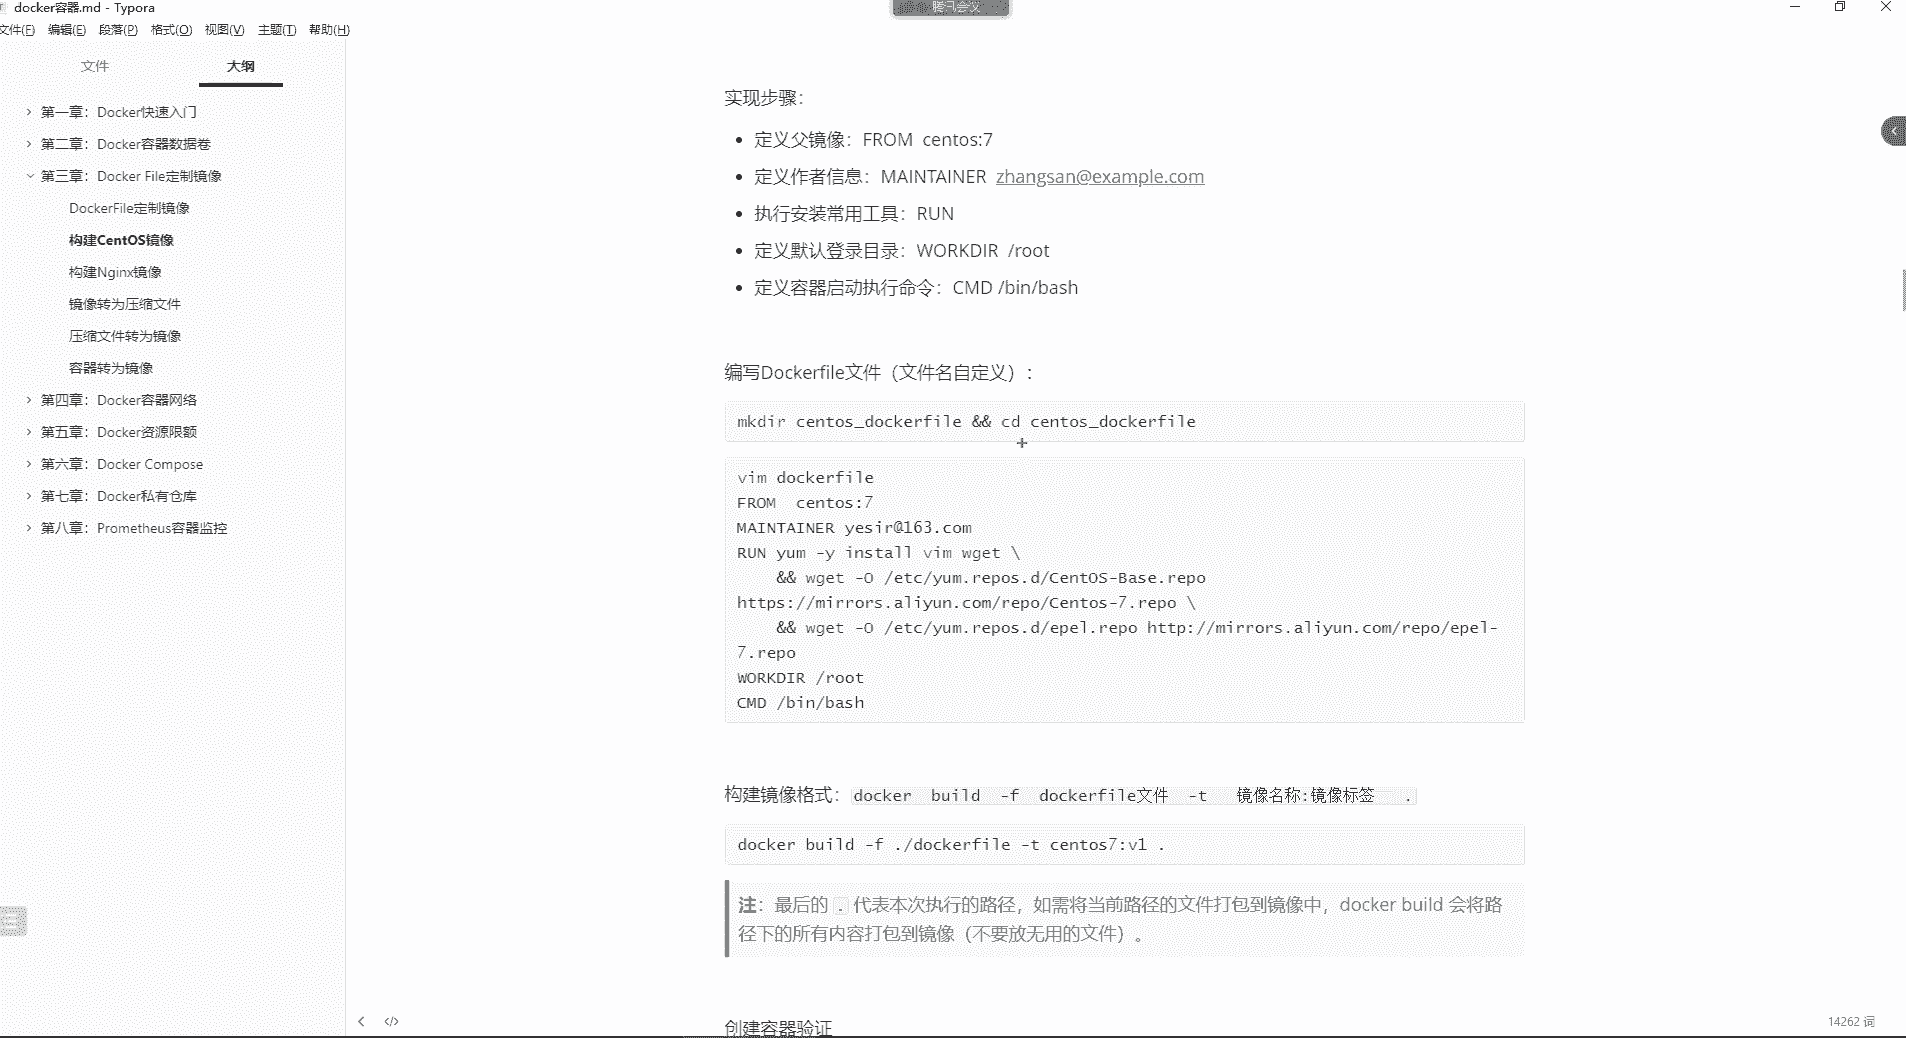 docker容器.md - Typora
腾讯会议
文件(F) 编辑(E) 段落(P) 格式(O) 视图(V) 主题(T) 帮助(H)
文件 大纲
第一章：Docker快速入门
第二章：Docker容器数据卷
第三章：Docker File定制镜像
DockerFile定制镜像
构建CentOS镜像
构建Nginx镜像
镜像转为压缩文件
压缩文件转为镜像
容器转为镜像
第四章：Docker容器网络
第五章：Docker资源限额
第六章：Docker Compose
第七章：Docker私有仓库
第八章：Prometheus容器监控
实现步骤：
• 定义父镜像：FROM  centos:7
• 定义作者信息：MAINTAINER  zhangsan@example.com
• 执行安装常用工具：RUN
• 定义默认登录目录：WORKDIR  /root
• 定义容器启动执行命令：CMD /bin/bash
编写Dockerfile文件（文件名自定义）：
mkdir centos_dockerfile && cd centos_dockerfile
vim dockerfile
FROM  centos:7
MAINTAINER yesir@163.com
RUN yum -y install vim wget \
    && wget -O /etc/yum.repos.d/CentOS-Base.repo
https://mirrors.aliyun.com/repo/Centos-7.repo \
    && wget -O /etc/yum.repos.d/epel.repo http://mirrors.aliyun.com/repo/epel-
7.repo
WORKDIR /root
CMD /bin/bash
构建镜像格式：docker  build  -f  dockerfile文件  -t   镜像名称:镜像标签   .
docker build -f ./dockerfile -t centos7:v1 .
注：最后的 . 代表本次执行的路径，如需将当前路径的文件打包到镜像中，docker build 会将路
径下的所有内容打包到镜像（不要放无用的文件）。
创建容器验证
14262 词